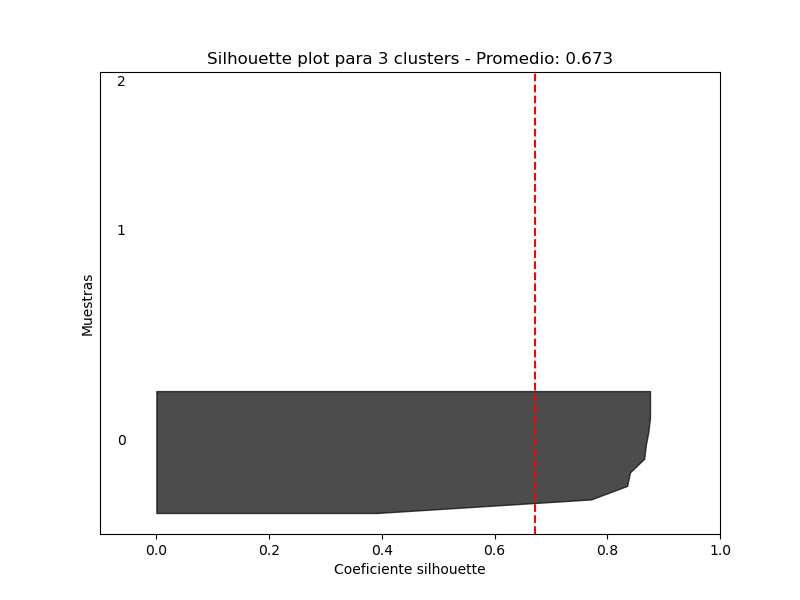 Silhouette plot para 3 clusters - Promedio: 0.673
2
1
0
Muestras
0.0 0.2 0.4 0.6 0.8 1.0
Coeficiente silhouette